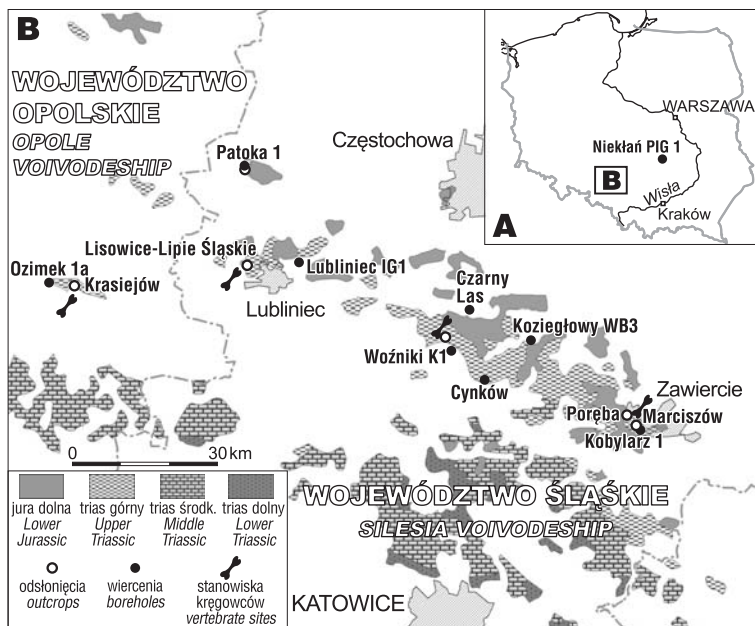 B
WOJEWÓDZTWO
OPOLSKIE
OPOLE
VOIVODESHIP
Patoka 1
Częstochowa
WARSZAWA
Niekłań PIG 1
B
Wisła
Kraków
A
Lisowice-Lipie Śląskie
Ozimek 1a
Krasiejów
Lubliniec IG1
Lubliniec
Czarny
Las
Koziegłowy WB3
Woźniki K1
Cynków
Zawiercie
Poręba
Marciszów
Kobylarz 1
0 30 km
WOJEWÓDZTWO ŚLĄSKIE
SILESIA VOIVODESHIP
KATOWICE
jura dolna
Lower
Jurassic
trias górny
Upper
Triassic
trias środk.
Middle
Triassic
trias dolny
Lower
Triassic
odsłonięcia
outcrops
wiercenia
boreholes
stanowiska
kręgowców
vertebrate sites